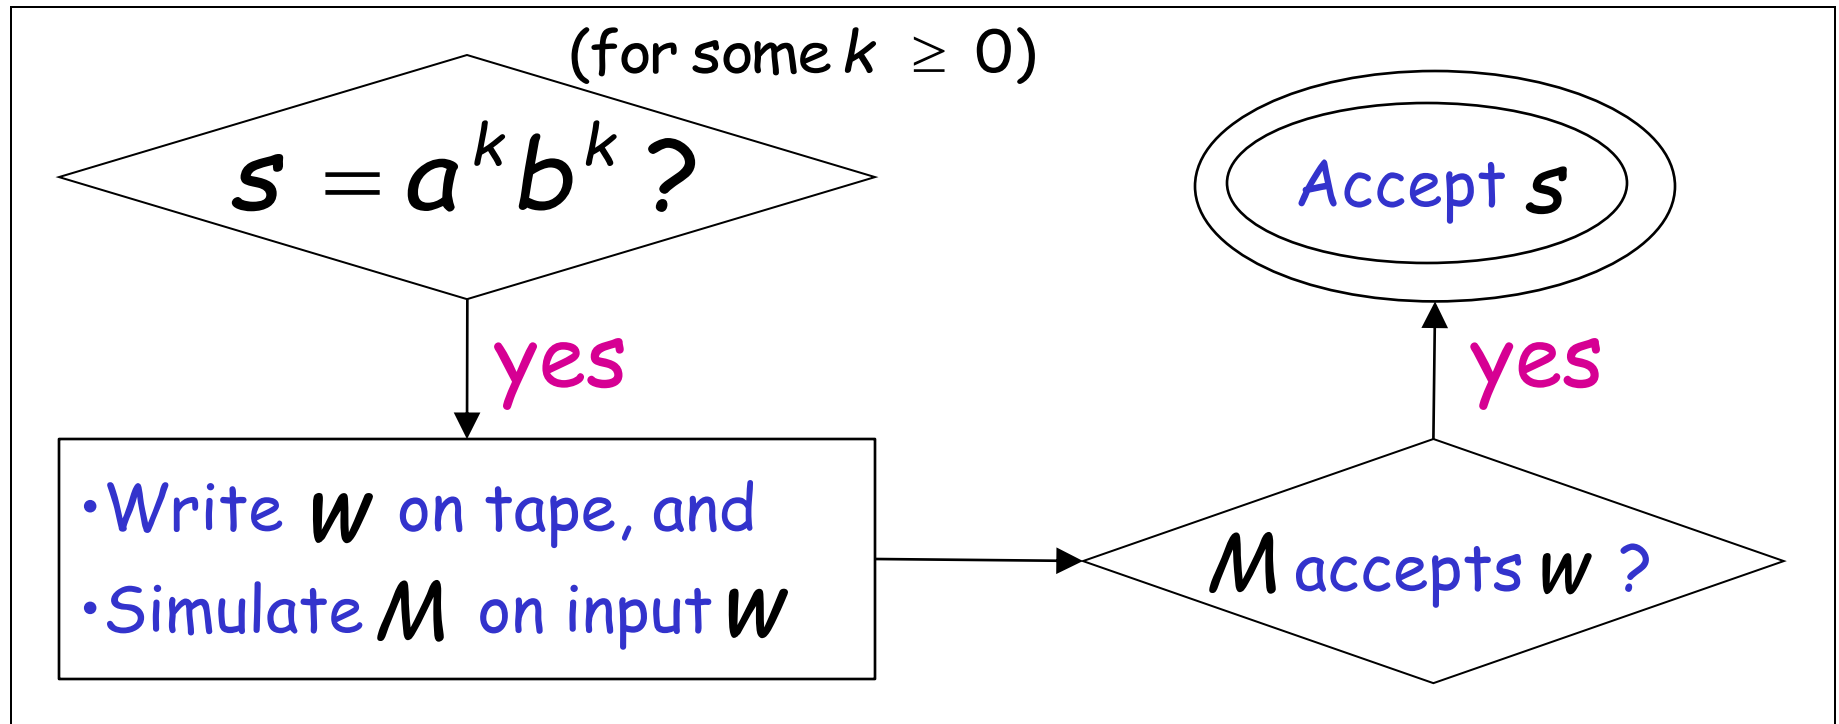 (for some k ≥ 0)
s = a^k b^k ?
Accept s
yes
yes
•Write w on tape, and
•Simulate M on input w
M accepts w ?